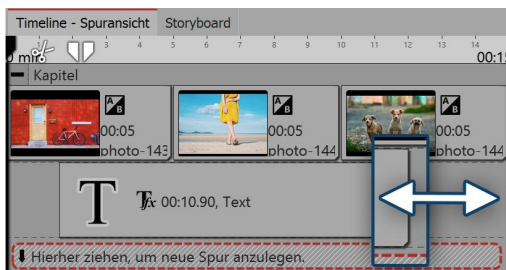 Timeline - Spuransicht Storyboard
3 4 5 6 7 8 9 10 11 12 13 14
0 min 00:15
Kapitel
A/B A/B A/B
00:05 00:05 00:05
photo-143 photo-144 photo-144
T Tfx 00:10.90, Text
Hierher ziehen, um neue Spur anzulegen.